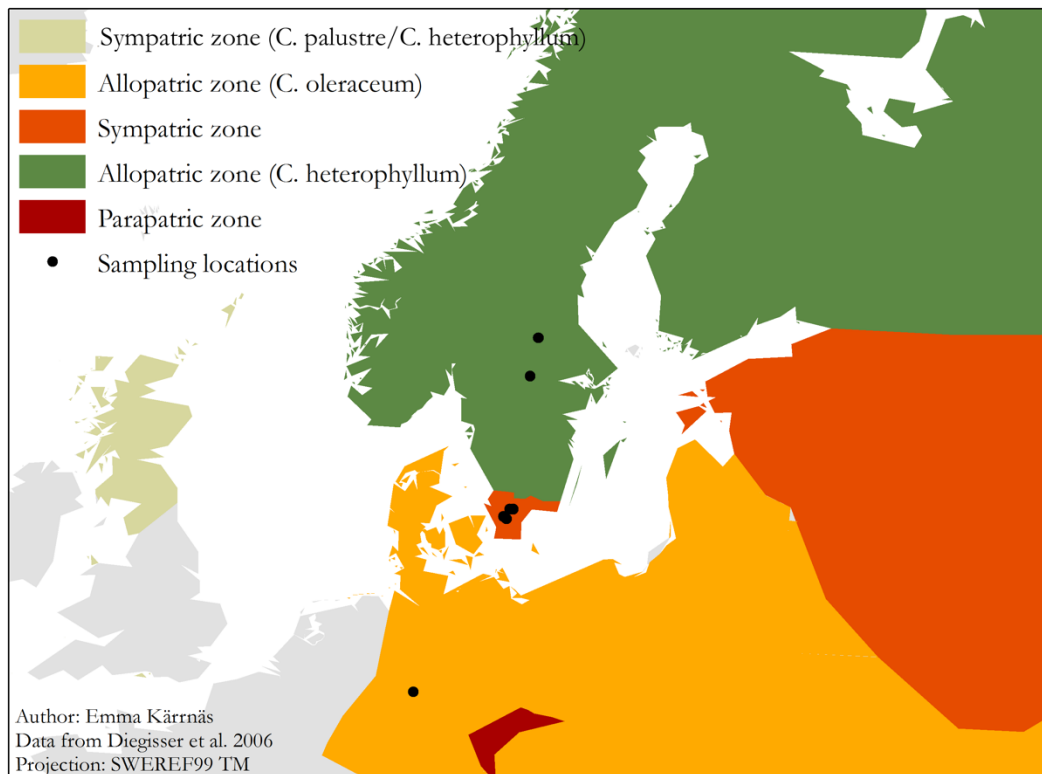 Sympatric zone (C. palustre/C. heterophyllum)
Allopatric zone (C. oleraceum)
Sympatric zone
Allopatric zone (C. heterophyllum)
Parapatric zone
Sampling locations
Author: Emma Kärrnäs
Data from Diegisser et al. 2006
Projection: SWEREF99 TM